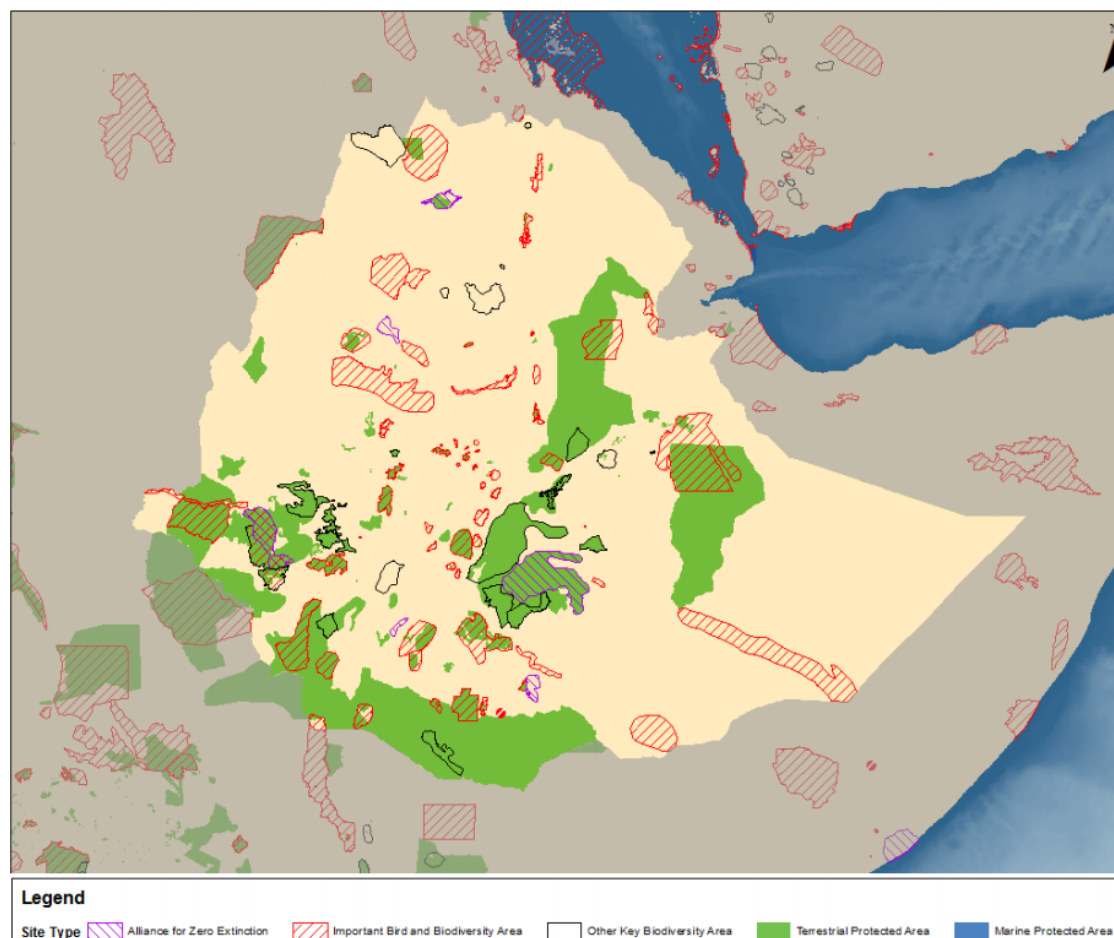 Legend
Site Type Alliance for Zero Extinction Important Bird and Biodiversity Area Other Key Biodiversity Area Terrestrial Protected Area Marine Protected Area